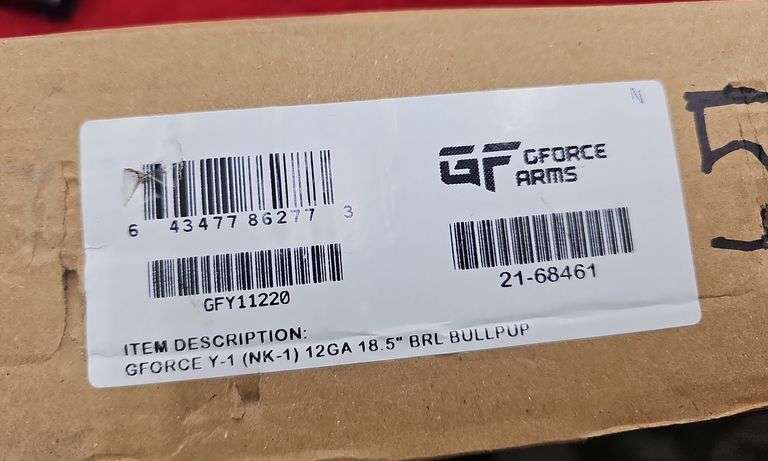 GF GFORCE
ARMS
6 43477 86277 3
GFY11220
21-68461
ITEM DESCRIPTION:
GFORCE Y-1 (NK-1) 12GA 18.5" BRL BULLPUP
5